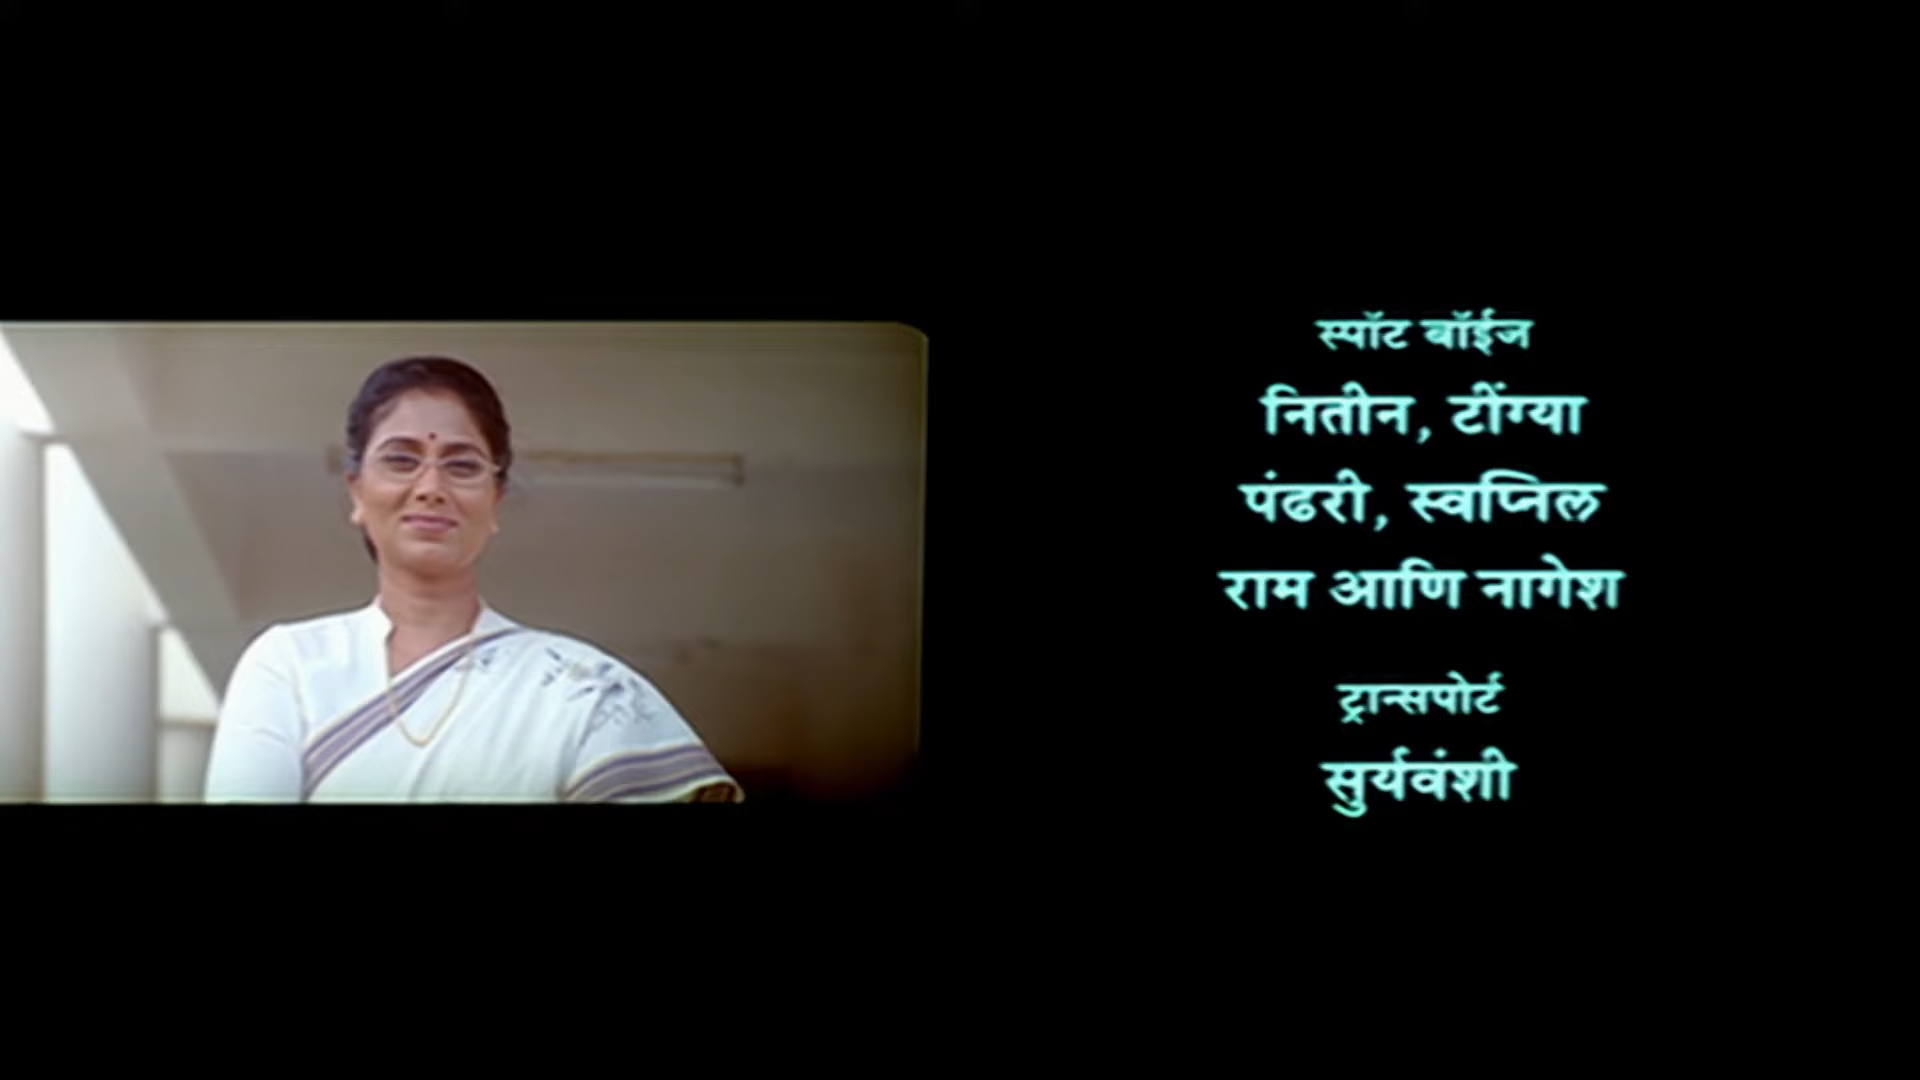 स्पॉट बॉईज
नितीन, टींग्या
पंढरी, स्वप्निल
राम आणि नागेश
ट्रान्सपोर्ट
सुर्यवंशी